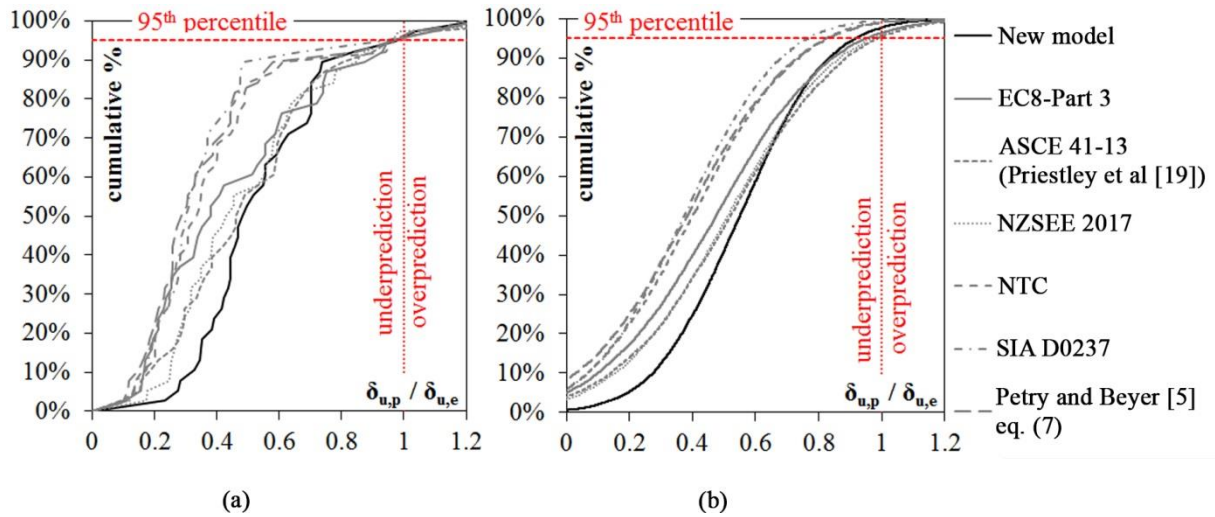 95th percentile
cumulative %
100%
90%
80%
70%
60%
50%
40%
30%
20%
10%
0%
underprediction
overprediction
δu,p / δu,e
0 0.2 0.4 0.6 0.8 1 1.2
(a)
95th percentile
cumulative %
100%
90%
80%
70%
60%
50%
40%
30%
20%
10%
0%
underprediction
overprediction
δu,p / δu,e
0 0.2 0.4 0.6 0.8 1 1.2
(b)
New model
EC8-Part 3
ASCE 41-13
(Priestley et al [19])
NZSEE 2017
NTC
SIA D0237
Petry and Beyer [5]
eq. (7)